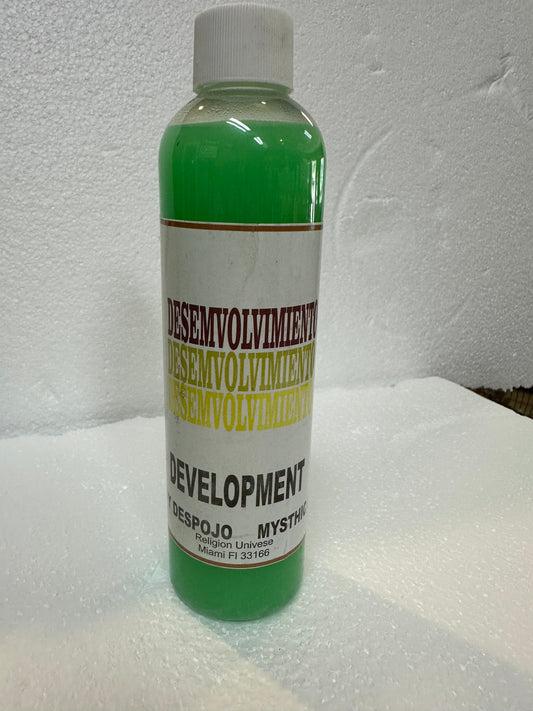 DESEMVOLVIMIENTO
DESEMVOLVIMIENTO
DESEMVOLVIMIENTO
DEVELOPMENT
Y DESPOJO MYSTHIC
Religion Univese
Miami Fl 33166